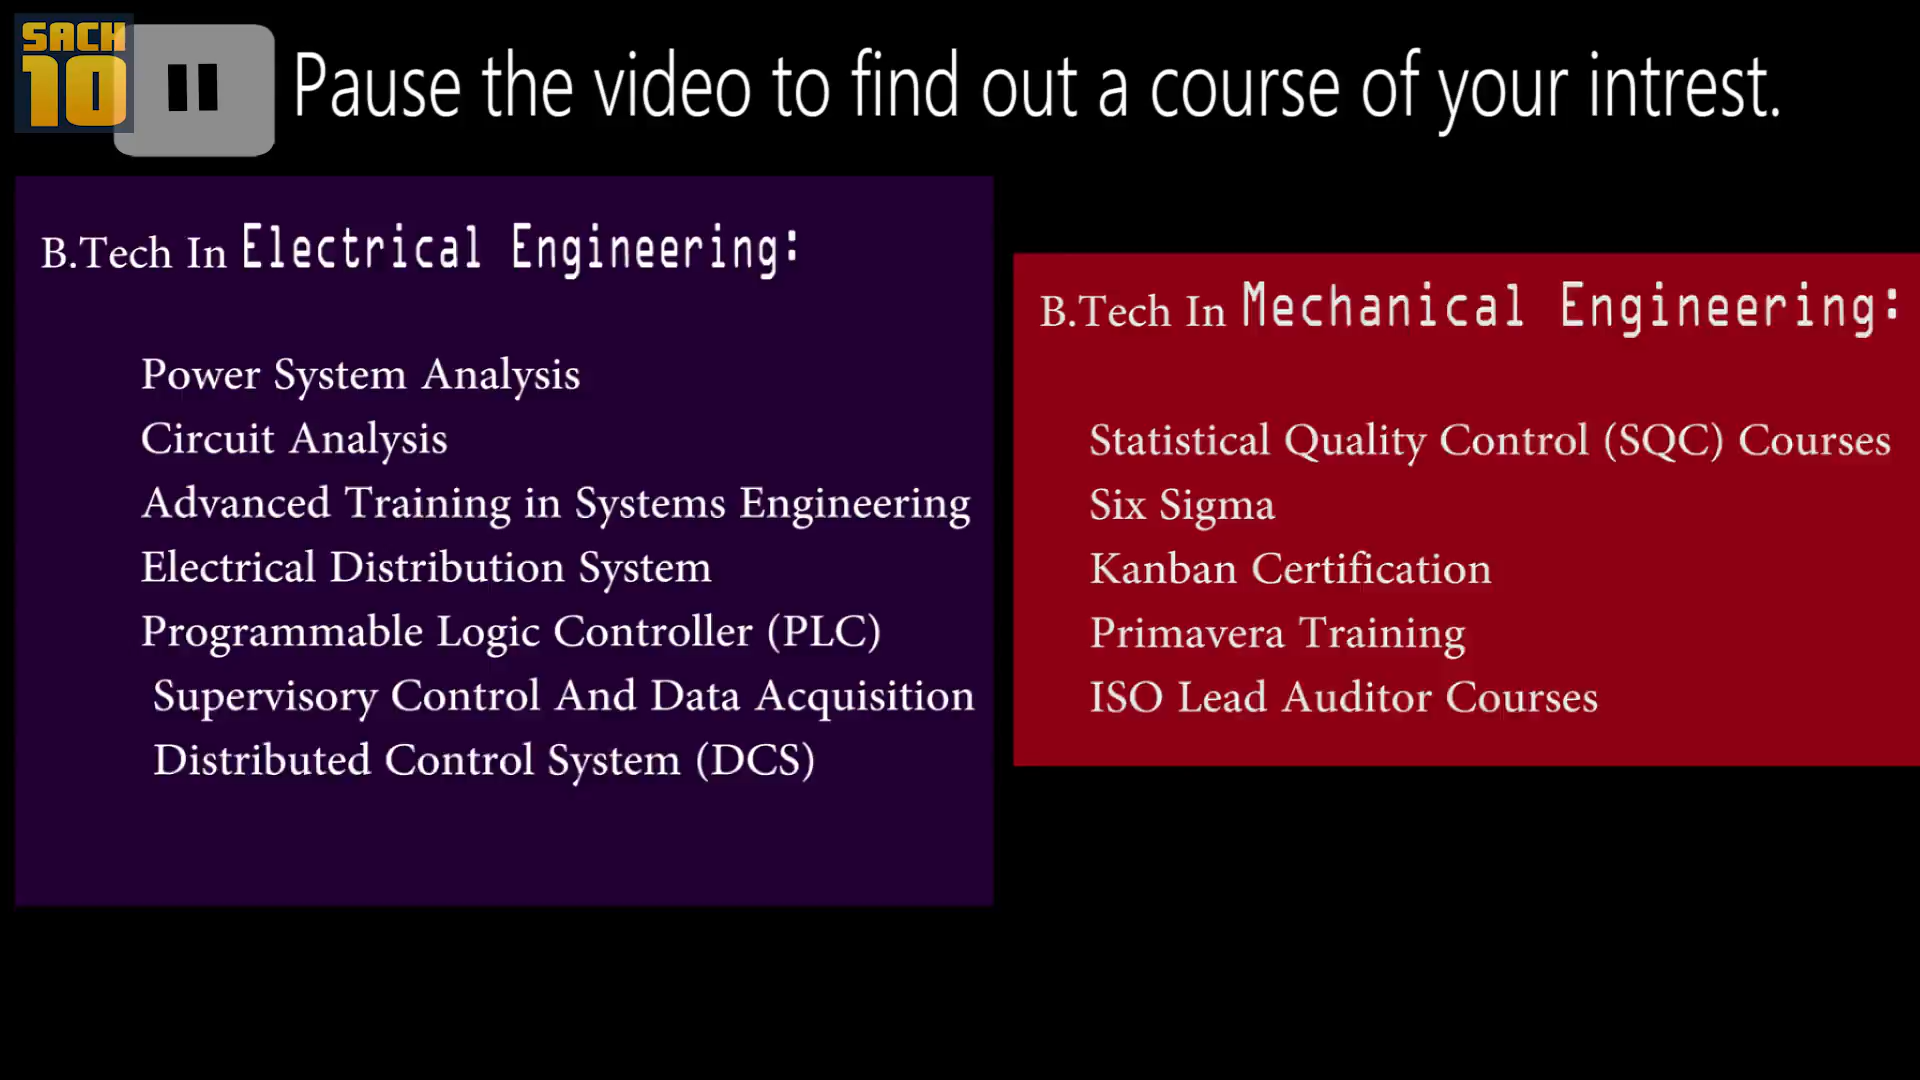 SACH
10
Pause the video to find out a course of your intrest.
B.Tech In Electrical Engineering:
Power System Analysis
Circuit Analysis
Advanced Training in Systems Engineering
Electrical Distribution System
Programmable Logic Controller (PLC)
Supervisory Control And Data Acquisition
Distributed Control System (DCS)
B.Tech In Mechanical Engineering:
Statistical Quality Control (SQC) Courses
Six Sigma
Kanban Certification
Primavera Training
ISO Lead Auditor Courses